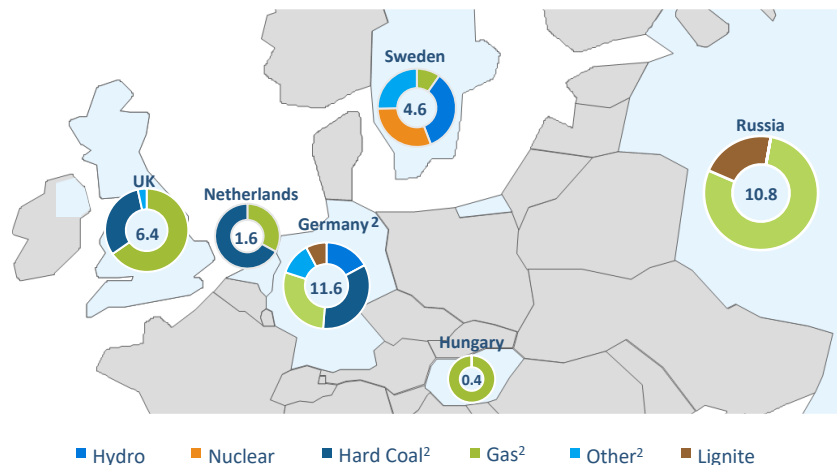 Sweden
4.6
Russia
10.8
UK
6.4
Netherlands
1.6
Germany²
11.6
Hungary
0.4
Hydro
Nuclear
Hard Coal²
Gas²
Other²
Lignite